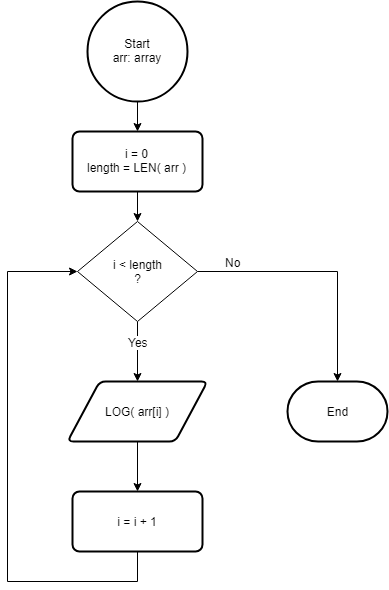 Start
arr: array
i = 0
length = LEN( arr )
i < length
?
No
Yes
LOG( arr[i] )
End
i = i + 1